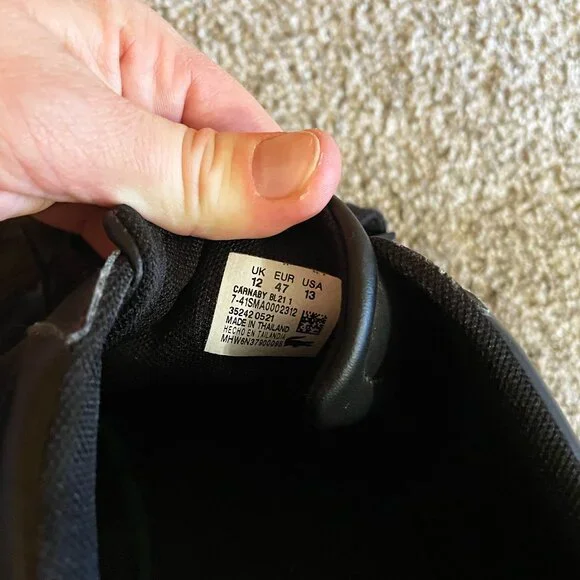 UK EUR USA
12 47 13
CARNABY BL21 1
7-41SMA0002312
35242 0521
MADE IN THAILAND
HECHO EN TAILANDIA